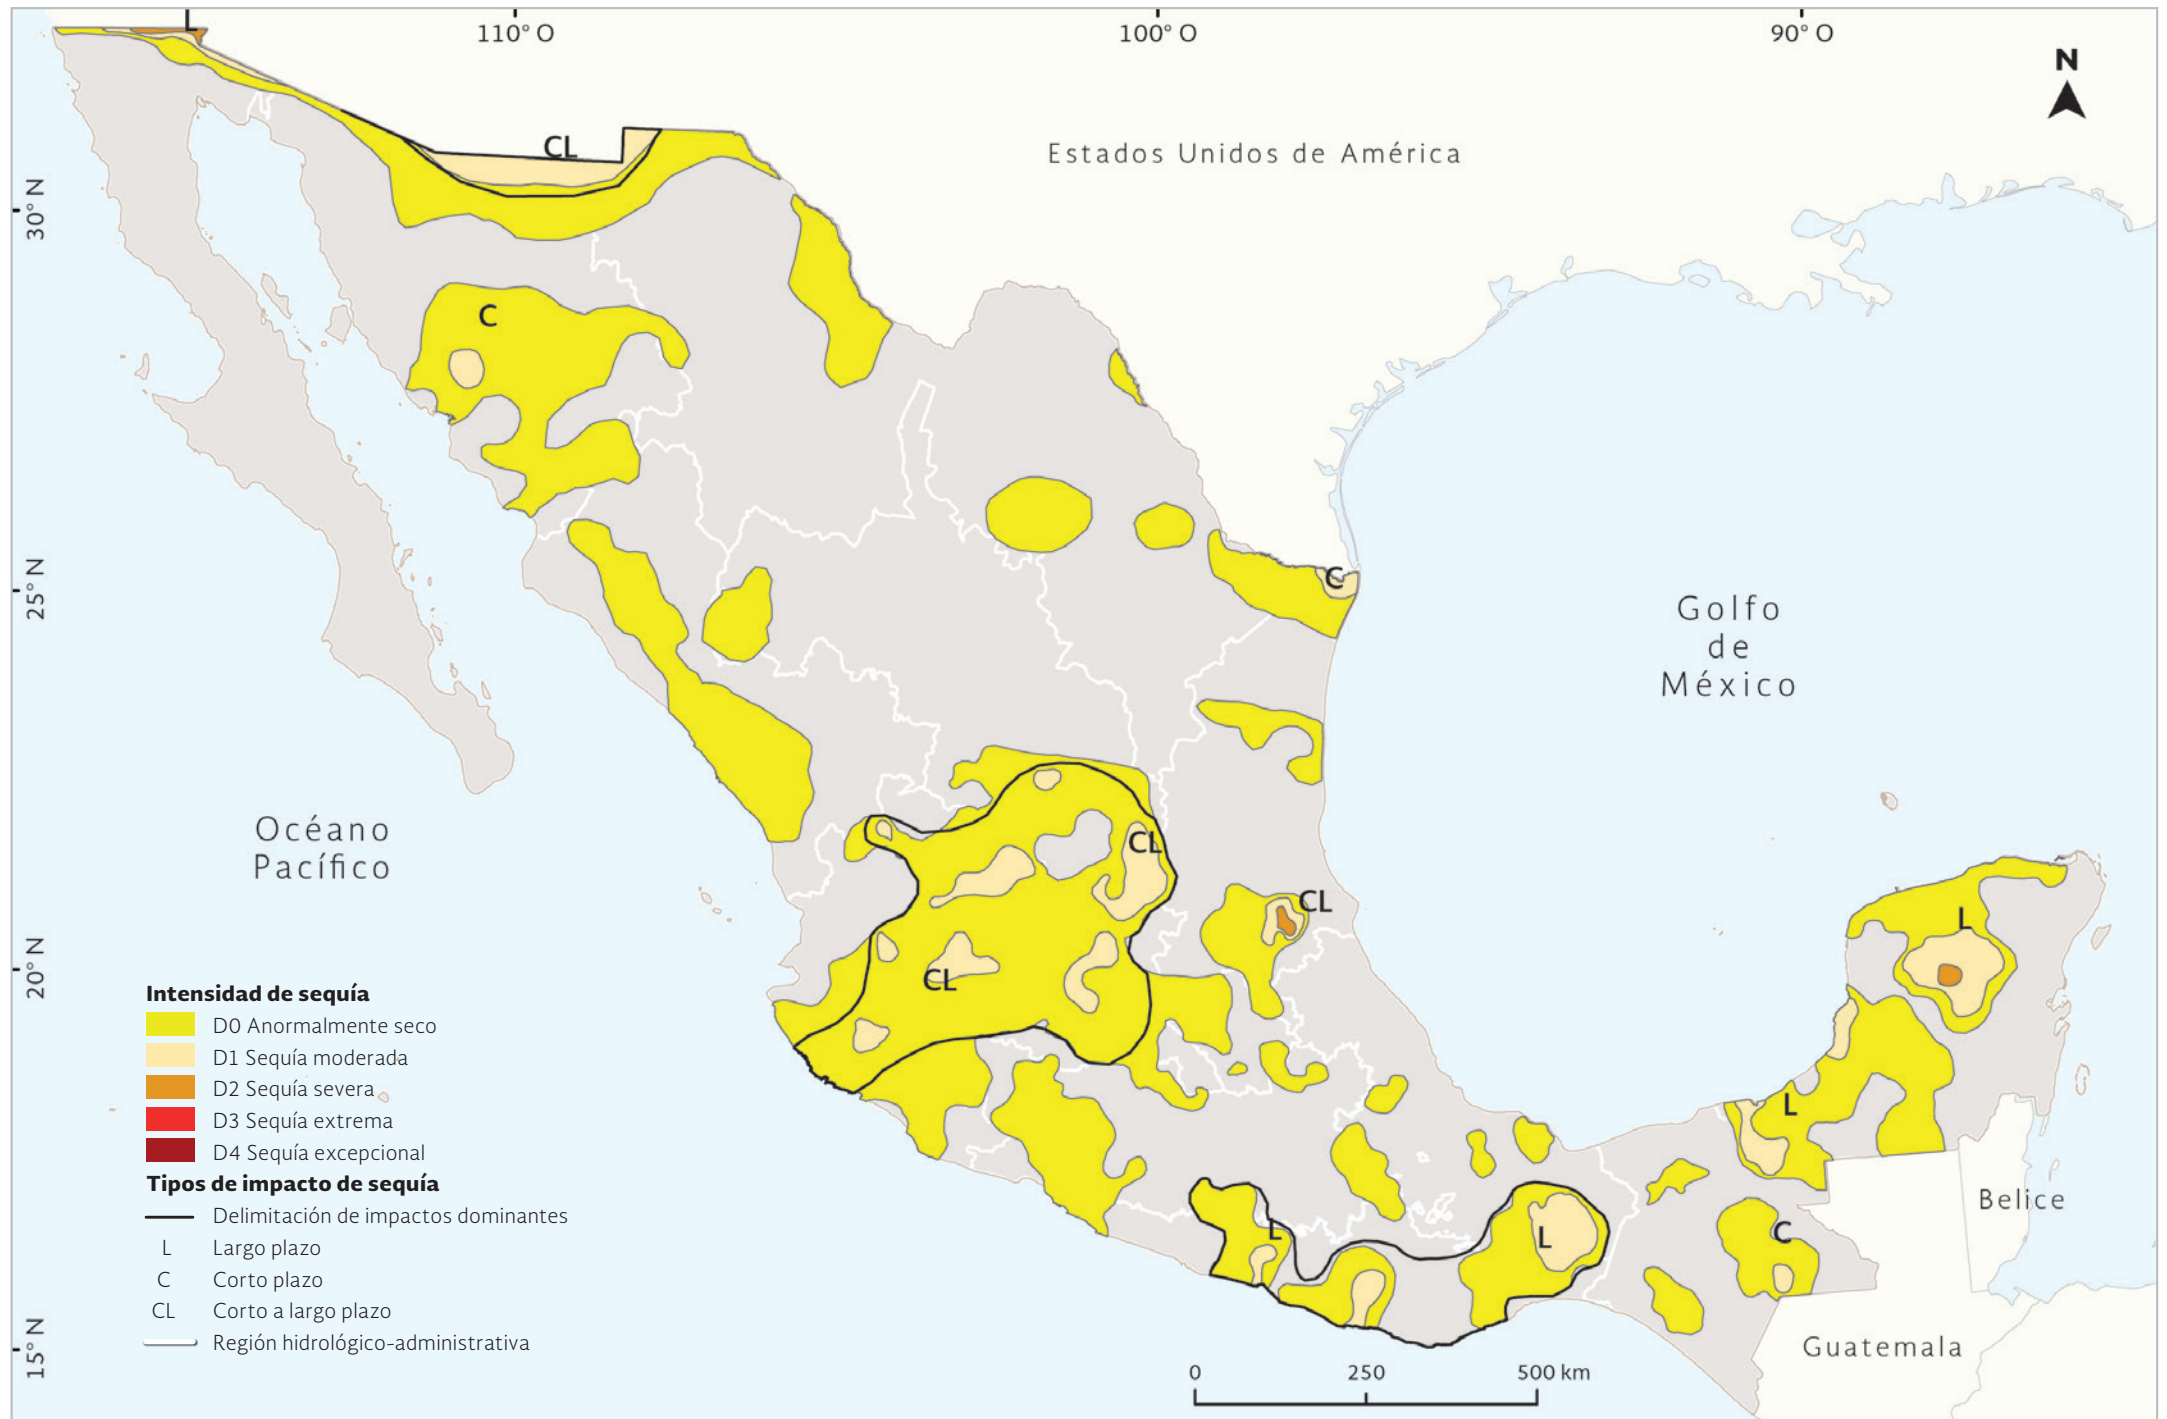 L
110° O
100° O
90° O
N
CL
Estados Unidos de América
30° N
C
25° N
C
Golfo
de
México
Océano
Pacífico
CL
CL
L
20° N
CL
Intensidad de sequía
D0 Anormalmente seco
D1 Sequía moderada
D2 Sequía severa
D3 Sequía extrema
D4 Sequía excepcional
Tipos de impacto de sequía
Delimitación de impactos dominantes
L Largo plazo
C Corto plazo
CL Corto a largo plazo
Región hidrológico-administrativa
L
Belice
L
L
C
15° N
Guatemala
0 250 500 km